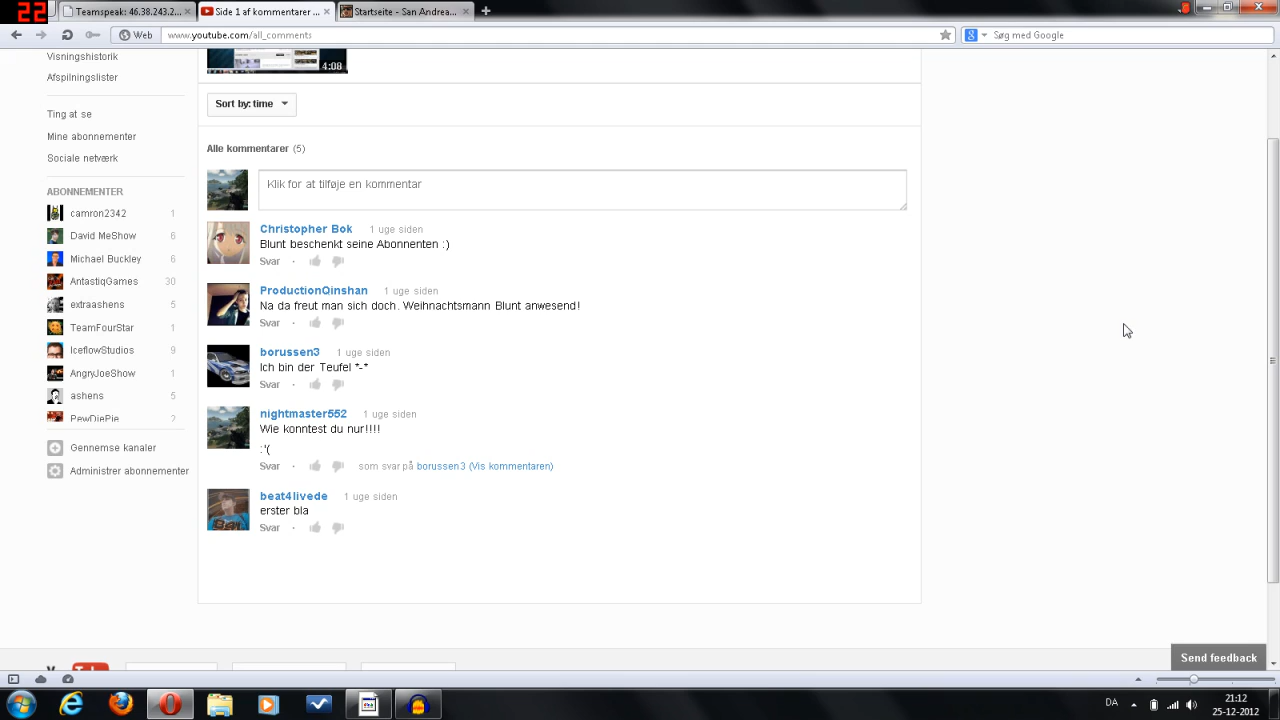 22
Teamspeak: 46.38.243.2...
Side 1 af kommentarer ...
Startseite - San Andrea...
Web
www.youtube.com/all_comments
Søg med Google
Visningshistorik
Afspilningslister
4:08
Sort by: time
Ting at se
Mine abonnementer
Sociale netværk
Alle kommentarer (5)
Klik for at tilføje en kommentar
ABONNEMENTER
camron2342 1
David MeShow 6
Michael Buckley 6
AntastiqGames 30
extraashens 5
TeamFourStar 1
IceflowStudios 9
AngryJoeShow 1
ashens 5
PewDiePie 2
Gennemse kanaler
Administrer abonnementer
Christopher Bok 1 uge siden
Blunt beschenkt seine Abonnenten :)
Svar ·
ProductionQinshan 1 uge siden
Na da freut man sich doch. Weihnachtsmann Blunt anwesend!
Svar ·
borussen3 1 uge siden
Ich bin der Teufel *-*
Svar ·
nightmaster552 1 uge siden
Wie konntest du nur!!!!
:'(
Svar · som svar på borussen3 (Vis kommentaren)
beat4livede 1 uge siden
erster bla
Svar ·
Send feedback
DA
21:12
25-12-2012